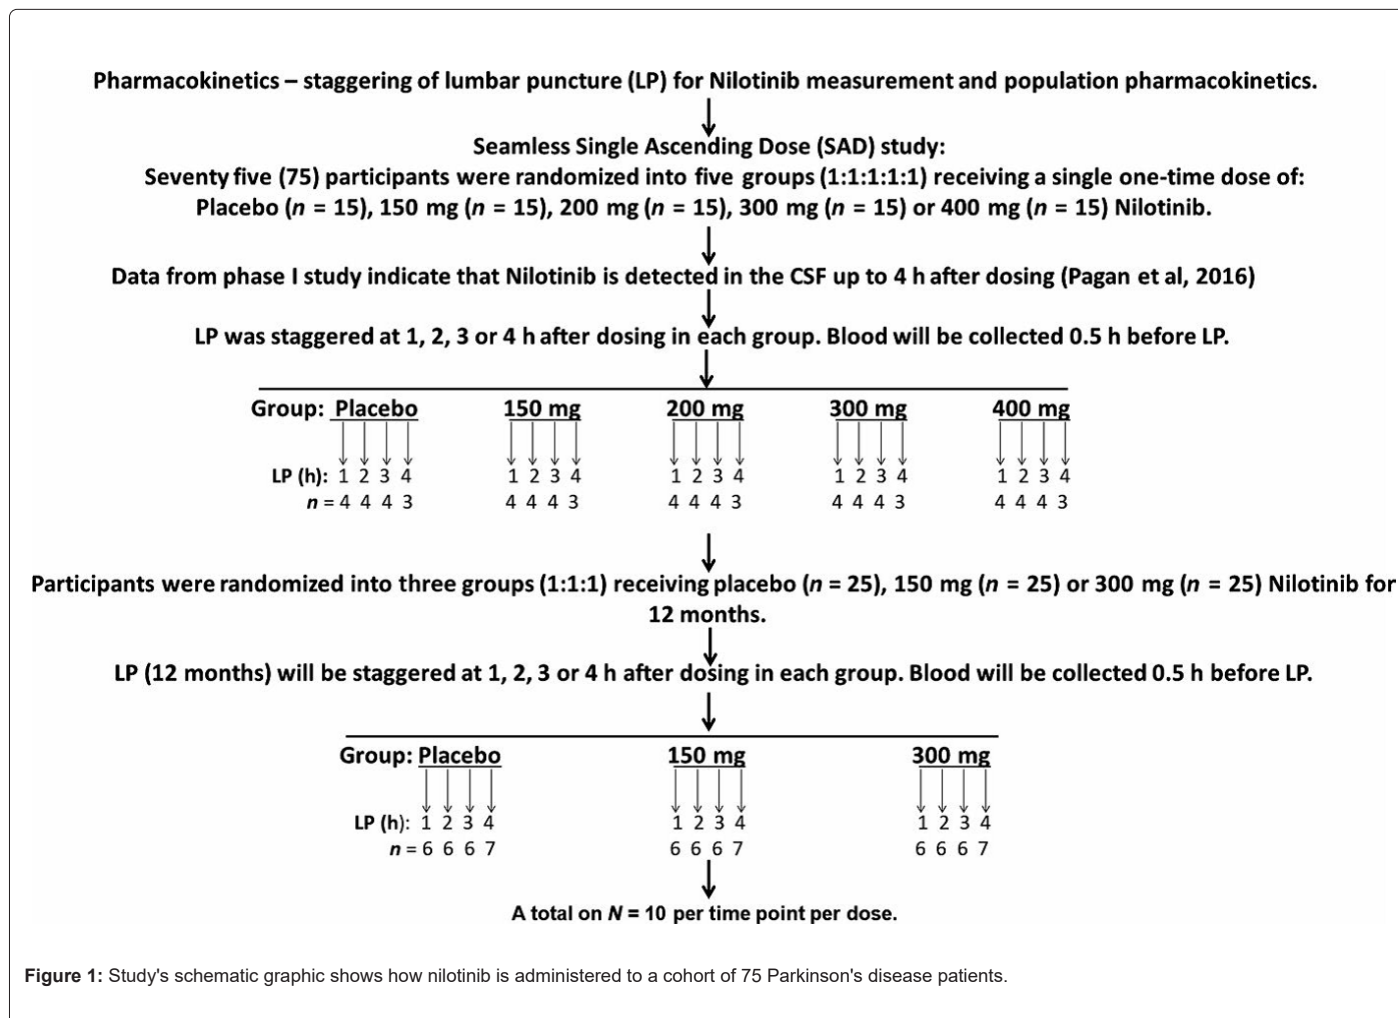 Pharmacokinetics – staggering of lumbar puncture (LP) for Nilotinib measurement and population pharmacokinetics.
Seamless Single Ascending Dose (SAD) study:
Seventy five (75) participants were randomized into five groups (1:1:1:1:1) receiving a single one-time dose of:
Placebo (n = 15), 150 mg (n = 15), 200 mg (n = 15), 300 mg (n = 15) or 400 mg (n = 15) Nilotinib.
Data from phase I study indicate that Nilotinib is detected in the CSF up to 4 h after dosing (Pagan et al, 2016)
LP was staggered at 1, 2, 3 or 4 h after dosing in each group. Blood will be collected 0.5 h before LP.
Group: Placebo 150 mg 200 mg 300 mg 400 mg
LP (h): 1 2 3 4 1 2 3 4 1 2 3 4 1 2 3 4 1 2 3 4
n = 4 4 4 3 4 4 4 3 4 4 4 3 4 4 4 3 4 4 4 3
Participants were randomized into three groups (1:1:1) receiving placebo (n = 25), 150 mg (n = 25) or 300 mg (n = 25) Nilotinib for
12 months.
LP (12 months) will be staggered at 1, 2, 3 or 4 h after dosing in each group. Blood will be collected 0.5 h before LP.
Group: Placebo 150 mg 300 mg
LP (h): 1 2 3 4 1 2 3 4 1 2 3 4
n = 6 6 6 7 6 6 6 7 6 6 6 7
A total on N = 10 per time point per dose.
Figure 1: Study's schematic graphic shows how nilotinib is administered to a cohort of 75 Parkinson's disease patients.